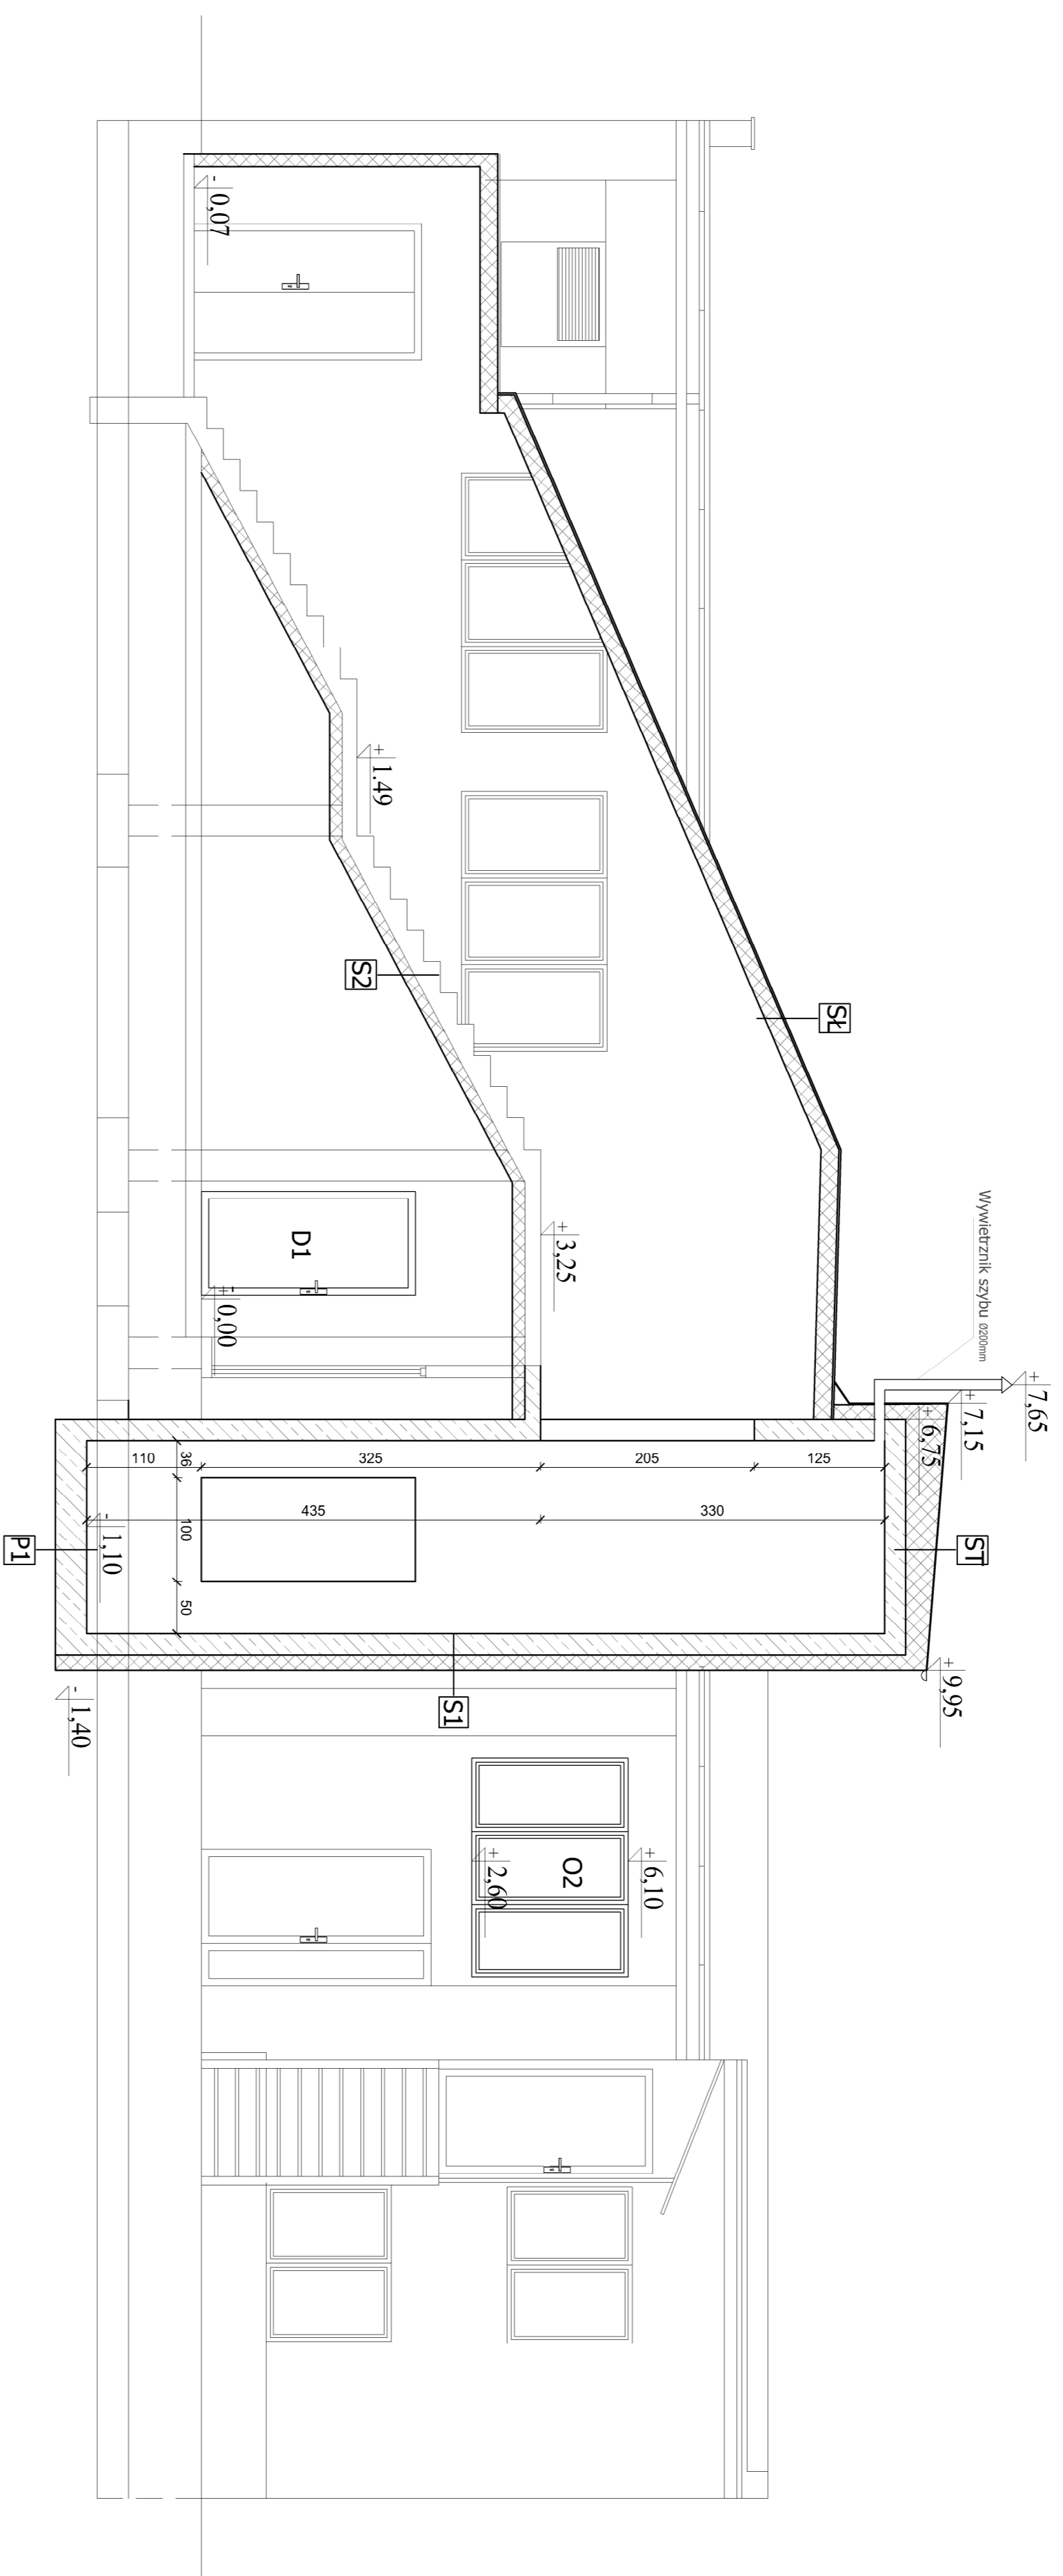 Wywietrznik szybu Ø200mm
+ 7,65
+ 7,15
+ 6,75
+ 9,95
ST
SŁ
125
205
330
+ 6,10
O2
+ 2,60
+ 3,25
S1
S2
+ 1.49
325
435
D1
+- 0,00
- 0,07
36
100
50
110
- 1,10
- 1,40
P1